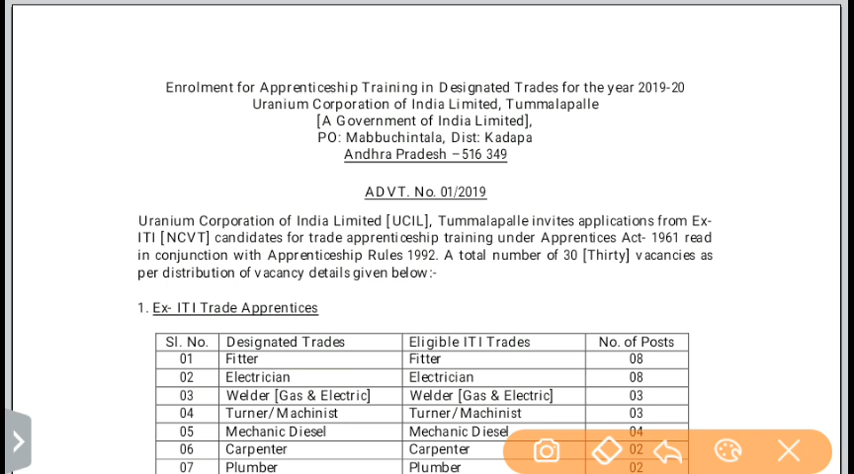 Enrolment for Apprenticeship Training in Designated Trades for the year 2019-20
Uranium Corporation of India Limited, Tummalapalle
[A Government of India Limited],
PO: Mabbuchintala, Dist: Kadapa
Andhra Pradesh –516 349
ADVT. No. 01/2019
Uranium Corporation of India Limited [UCIL], Tummalapalle invites applications from Ex-
ITI [NCVT] candidates for trade apprenticeship training under Apprentices Act- 1961 read
in conjunction with Apprenticeship Rules 1992. A total number of 30 [Thirty] vacancies as
per distribution of vacancy details given below:-
1. Ex- ITI Trade Apprentices
Sl. No. Designated Trades Eligible ITI Trades No. of Posts
01 Fitter Fitter 08
02 Electrician Electrician 08
03 Welder [Gas & Electric] Welder [Gas & Electric] 03
04 Turner/Machinist Turner/Machinist 03
05 Mechanic Diesel Mechanic Diesel 04
06 Carpenter Carpenter 02
07 Plumber Plumber 02